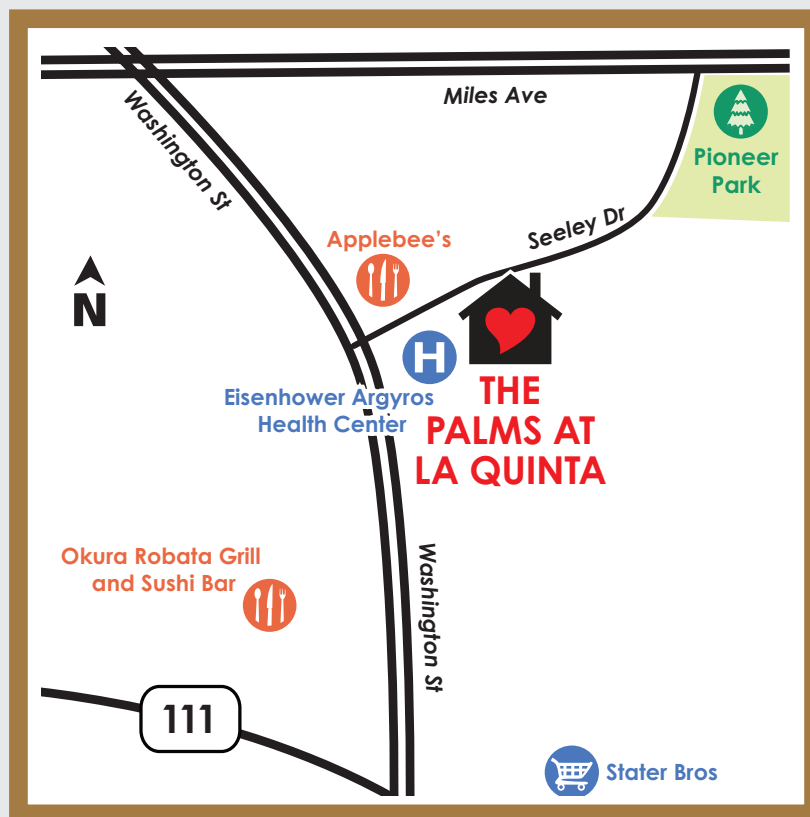 Miles Ave
Washington St
Pioneer
Park
Seeley Dr
Applebee’s
N
H
Eisenhower Argyros
Health Center
THE
PALMS AT
LA QUINTA
Okura Robata Grill
and Sushi Bar
Washington St
111
Stater Bros